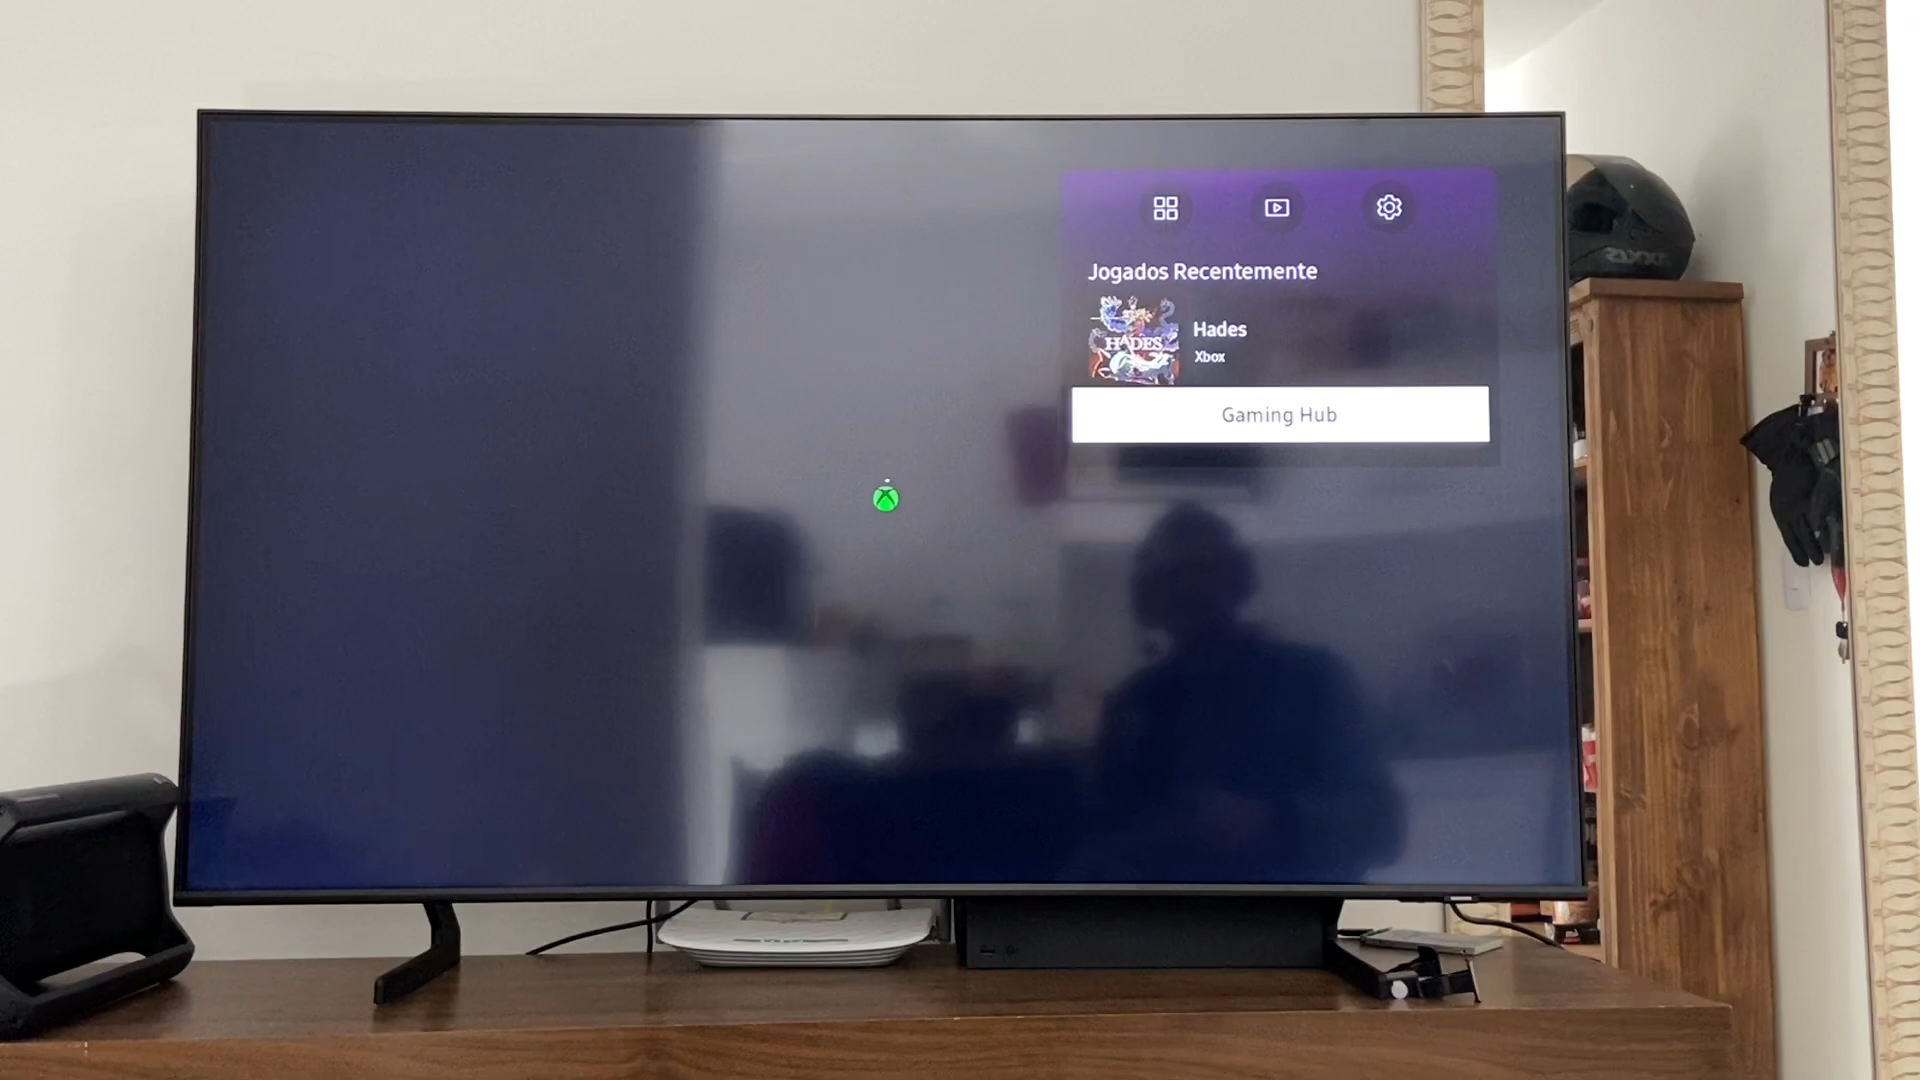 Jogados Recentemente
HADES
Hades
Xbox
Gaming Hub